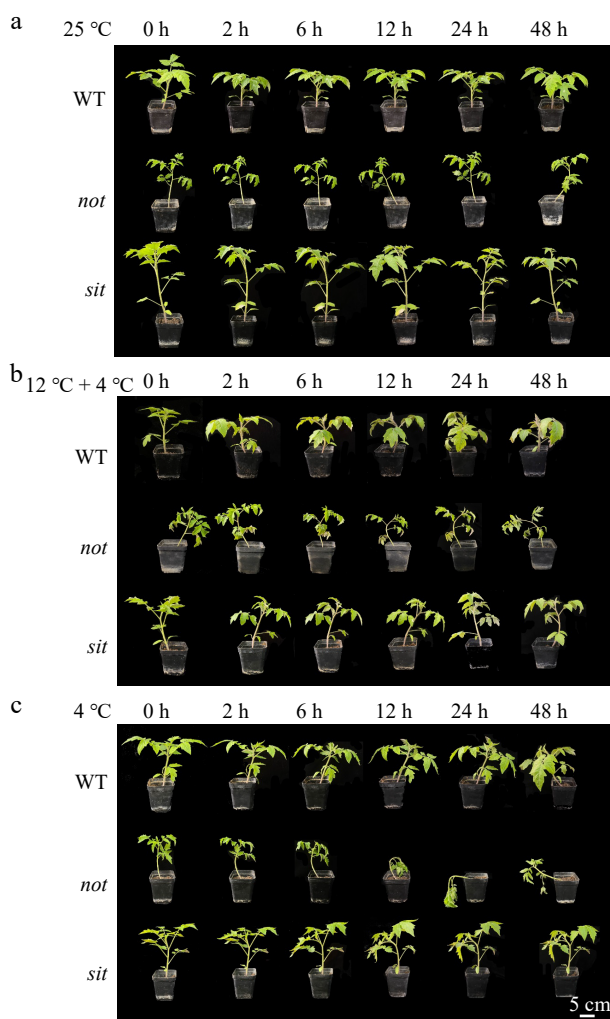 a
25 ℃ 0 h 2 h 6 h 12 h 24 h 48 h
WT
not
sit
b 12 ℃ + 4 ℃ 0 h 2 h 6 h 12 h 24 h 48 h
WT
not
sit
c
4 ℃ 0 h 2 h 6 h 12 h 24 h 48 h
WT
not
sit
5 cm